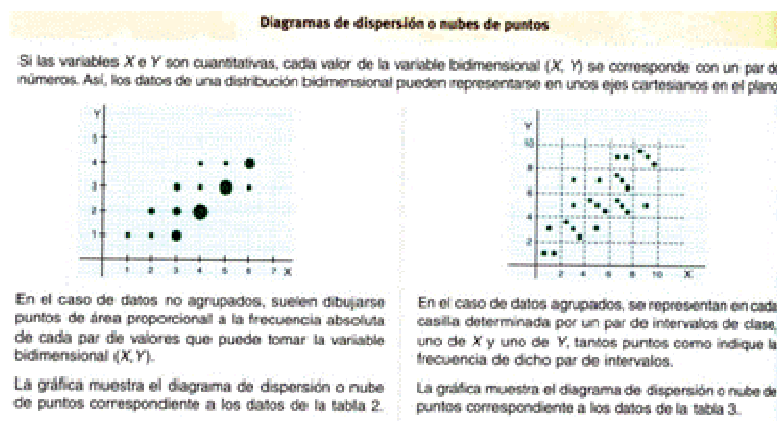 Diagramas de dispersión o nubes de puntos
Si las variables X e Y son cuantitativas, cada valor de la variable bidimensional (X, Y) se corresponde con un par de
números. Así, los datos de una distribución bidimensional pueden representarse en unos ejes cartesianos en el plano
Y
5
4
3
2
1
1 2 3 4 5 6 7 X
En el caso de datos no agrupados, suelen dibujarse
puntos de área proporcional a la frecuencia absoluta
de cada par de valores que puede tomar la variable
bidimensional (X, Y).
La gráfica muestra el diagrama de dispersión o nube
de puntos correspondiente a los datos de la tabla 2.
Y
10
8
6
4
2
2 4 6 8 10 X
En el caso de datos agrupados, se representan en cada
casilla determinada por un par de intervalos de clase,
uno de X y uno de Y, tantos puntos como indique la
frecuencia de dicho par de intervalos.
La gráfica muestra el diagrama de dispersión o nube de
puntos correspondiente a los datos de la tabla 3.